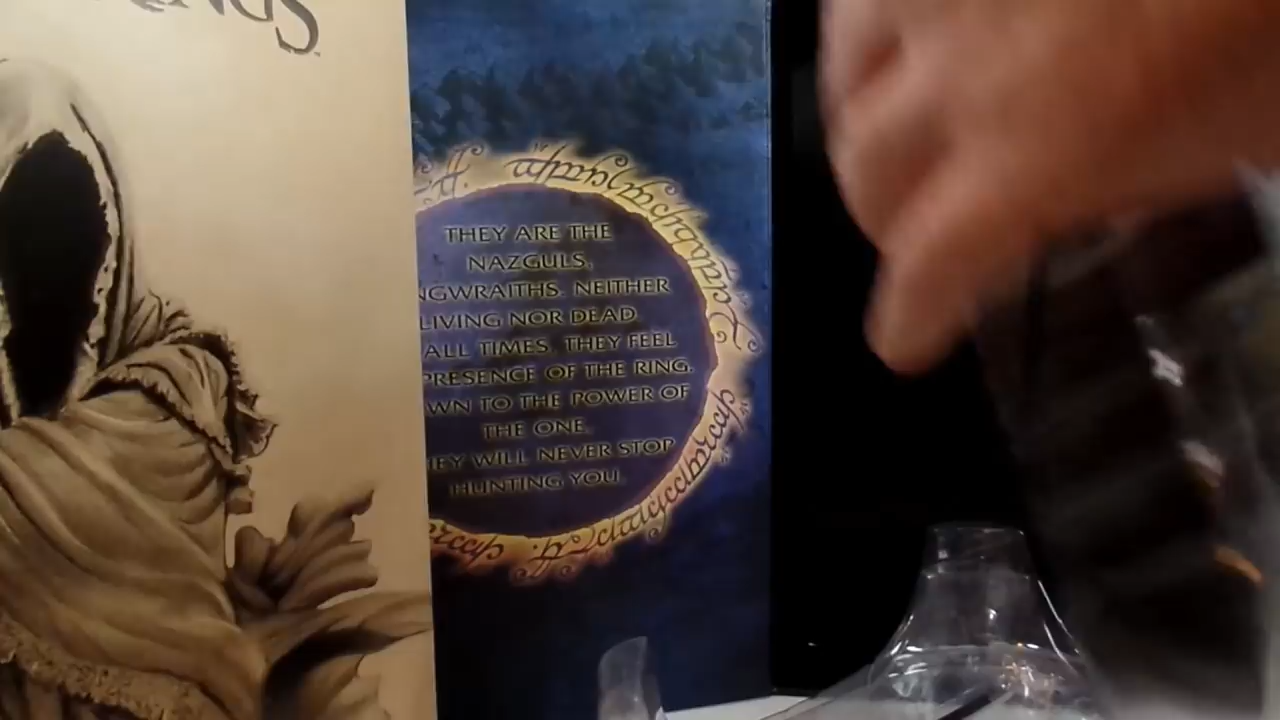 THEY ARE THE
NAZGULS,
NGWRAITHS. NEITHER
LIVING NOR DEAD
ALL TIMES, THEY FEEL
PRESENCE OF THE RING.
WN TO THE POWER OF
THE ONE.
EY WILL NEVER STOP
HUNTING YOU.